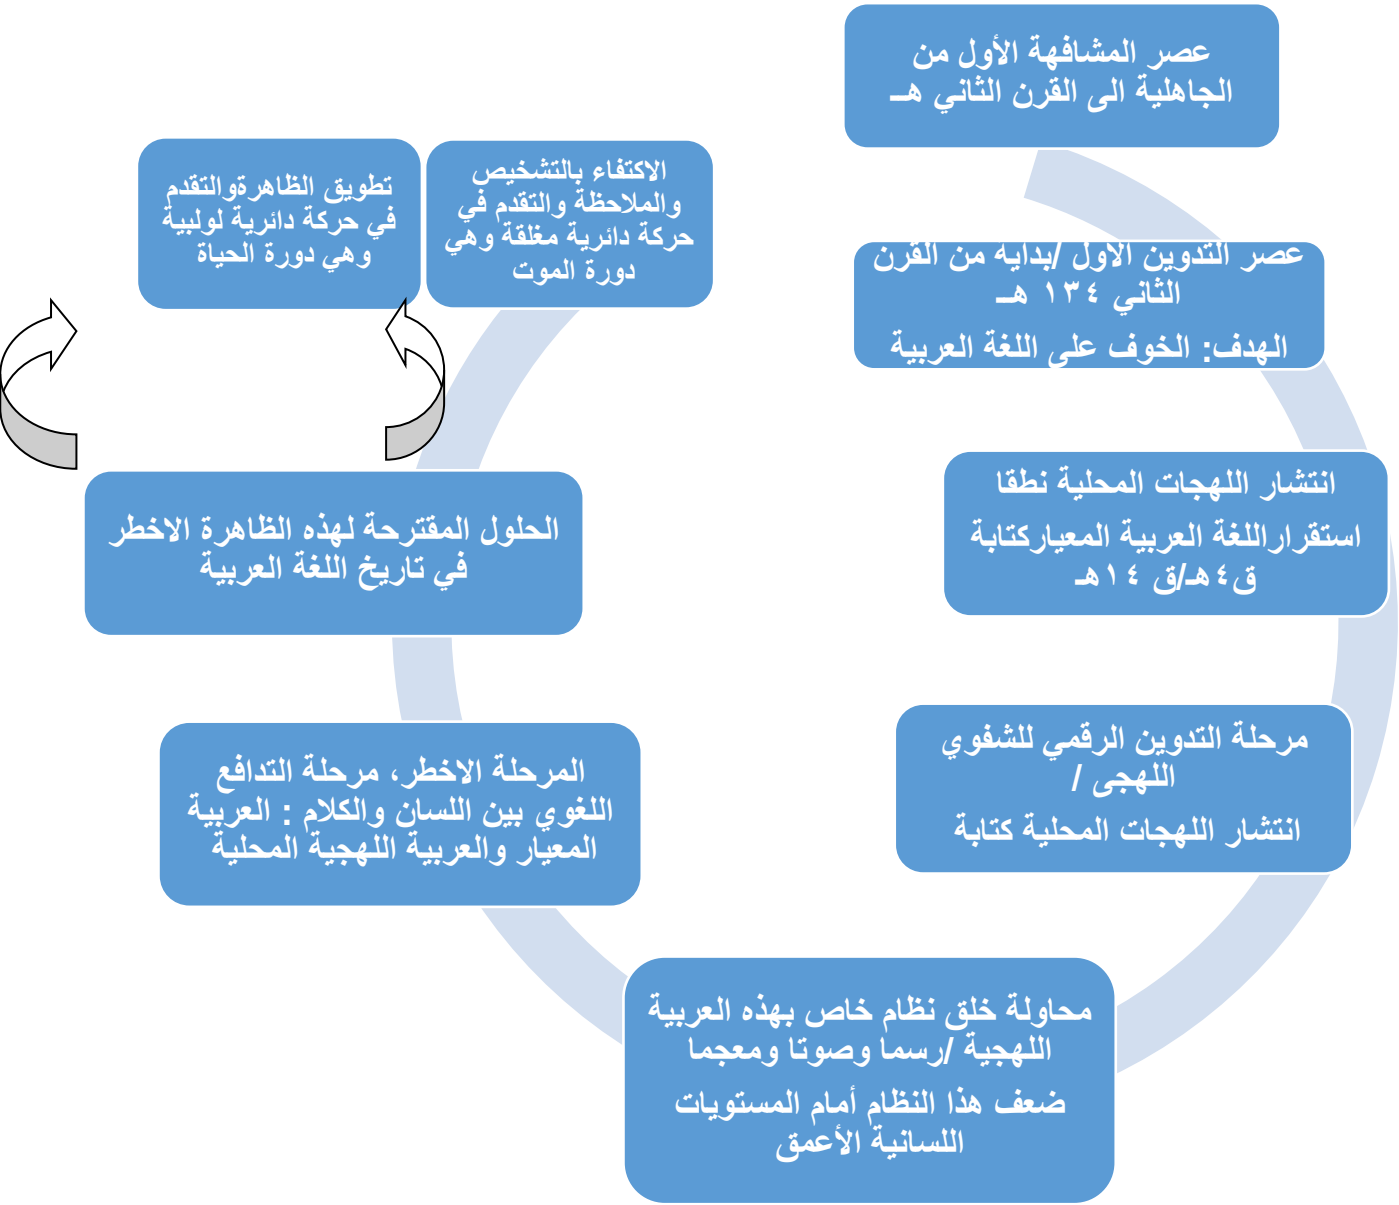 عصر المشافهة الأول من
الجاهلية الى القرن الثاني هـ
عصر التدوين الاول /بدايه من القرن
الثاني ١٣٤ هـ
الهدف: الخوف على اللغة العربية
انتشار اللهجات المحلية نطقا
استقراراللغة العربية المعياركتابة
ق٤هـ/ق ١٤هـ
مرحلة التدوين الرقمي للشفوي
اللهجى /
انتشار اللهجات المحلية كتابة
محاولة خلق نظام خاص بهذه العربية
اللهجية /رسما وصوتا ومعجما
ضعف هذا النظام أمام المستويات
اللسانية الأعمق
المرحلة الاخطر، مرحلة التدافع
اللغوي بين اللسان والكلام : العربية
المعيار والعربية اللهجية المحلية
الحلول المقترحة لهذه الظاهرة الاخطر
في تاريخ اللغة العربية
الاكتفاء بالتشخيص
والملاحظة والتقدم في
حركة دائرية مغلقة وهي
دورة الموت
تطويق الظاهرةوالتقدم
في حركة دائرية لولبية
وهي دورة الحياة